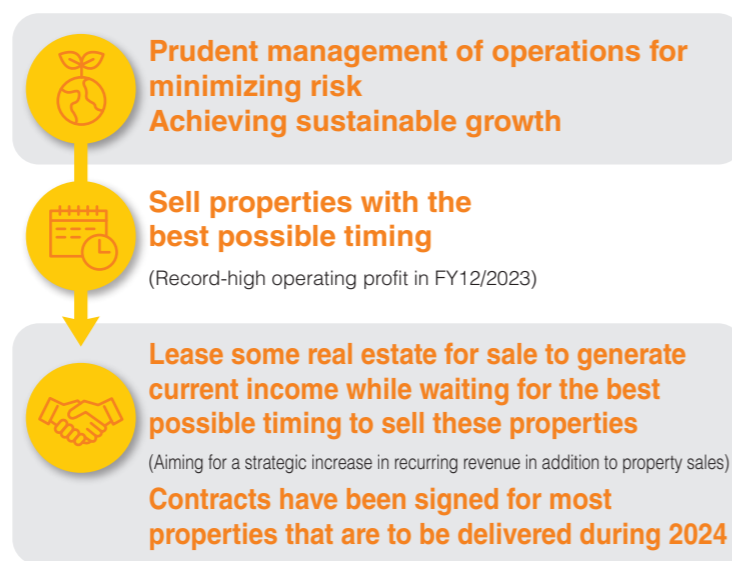 Prudent management of operations for
minimizing risk
Achieving sustainable growth
Sell properties with the
best possible timing
(Record-high operating profit in FY12/2023)
Lease some real estate for sale to generate
current income while waiting for the best
possible timing to sell these properties
(Aiming for a strategic increase in recurring revenue in addition to property sales)
Contracts have been signed for most
properties that are to be delivered during 2024